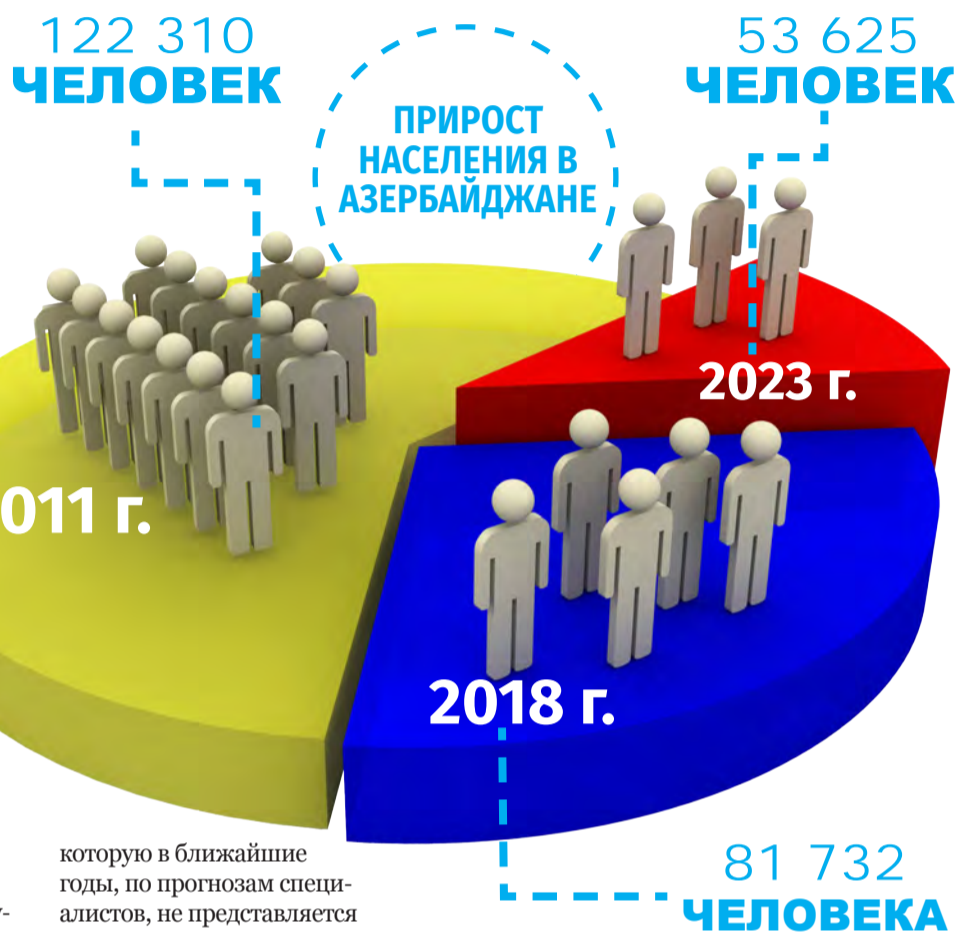 122 310
ЧЕЛОВЕК
ПРИРОСТ
НАСЕЛЕНИЯ В
АЗЕРБАЙДЖАНЕ
53 625
ЧЕЛОВЕК
2023 г.
011 г.
2018 г.
81 732
ЧЕЛОВЕКА
которую в ближайшие
годы, по прогнозам специ-
алистов, не представляется